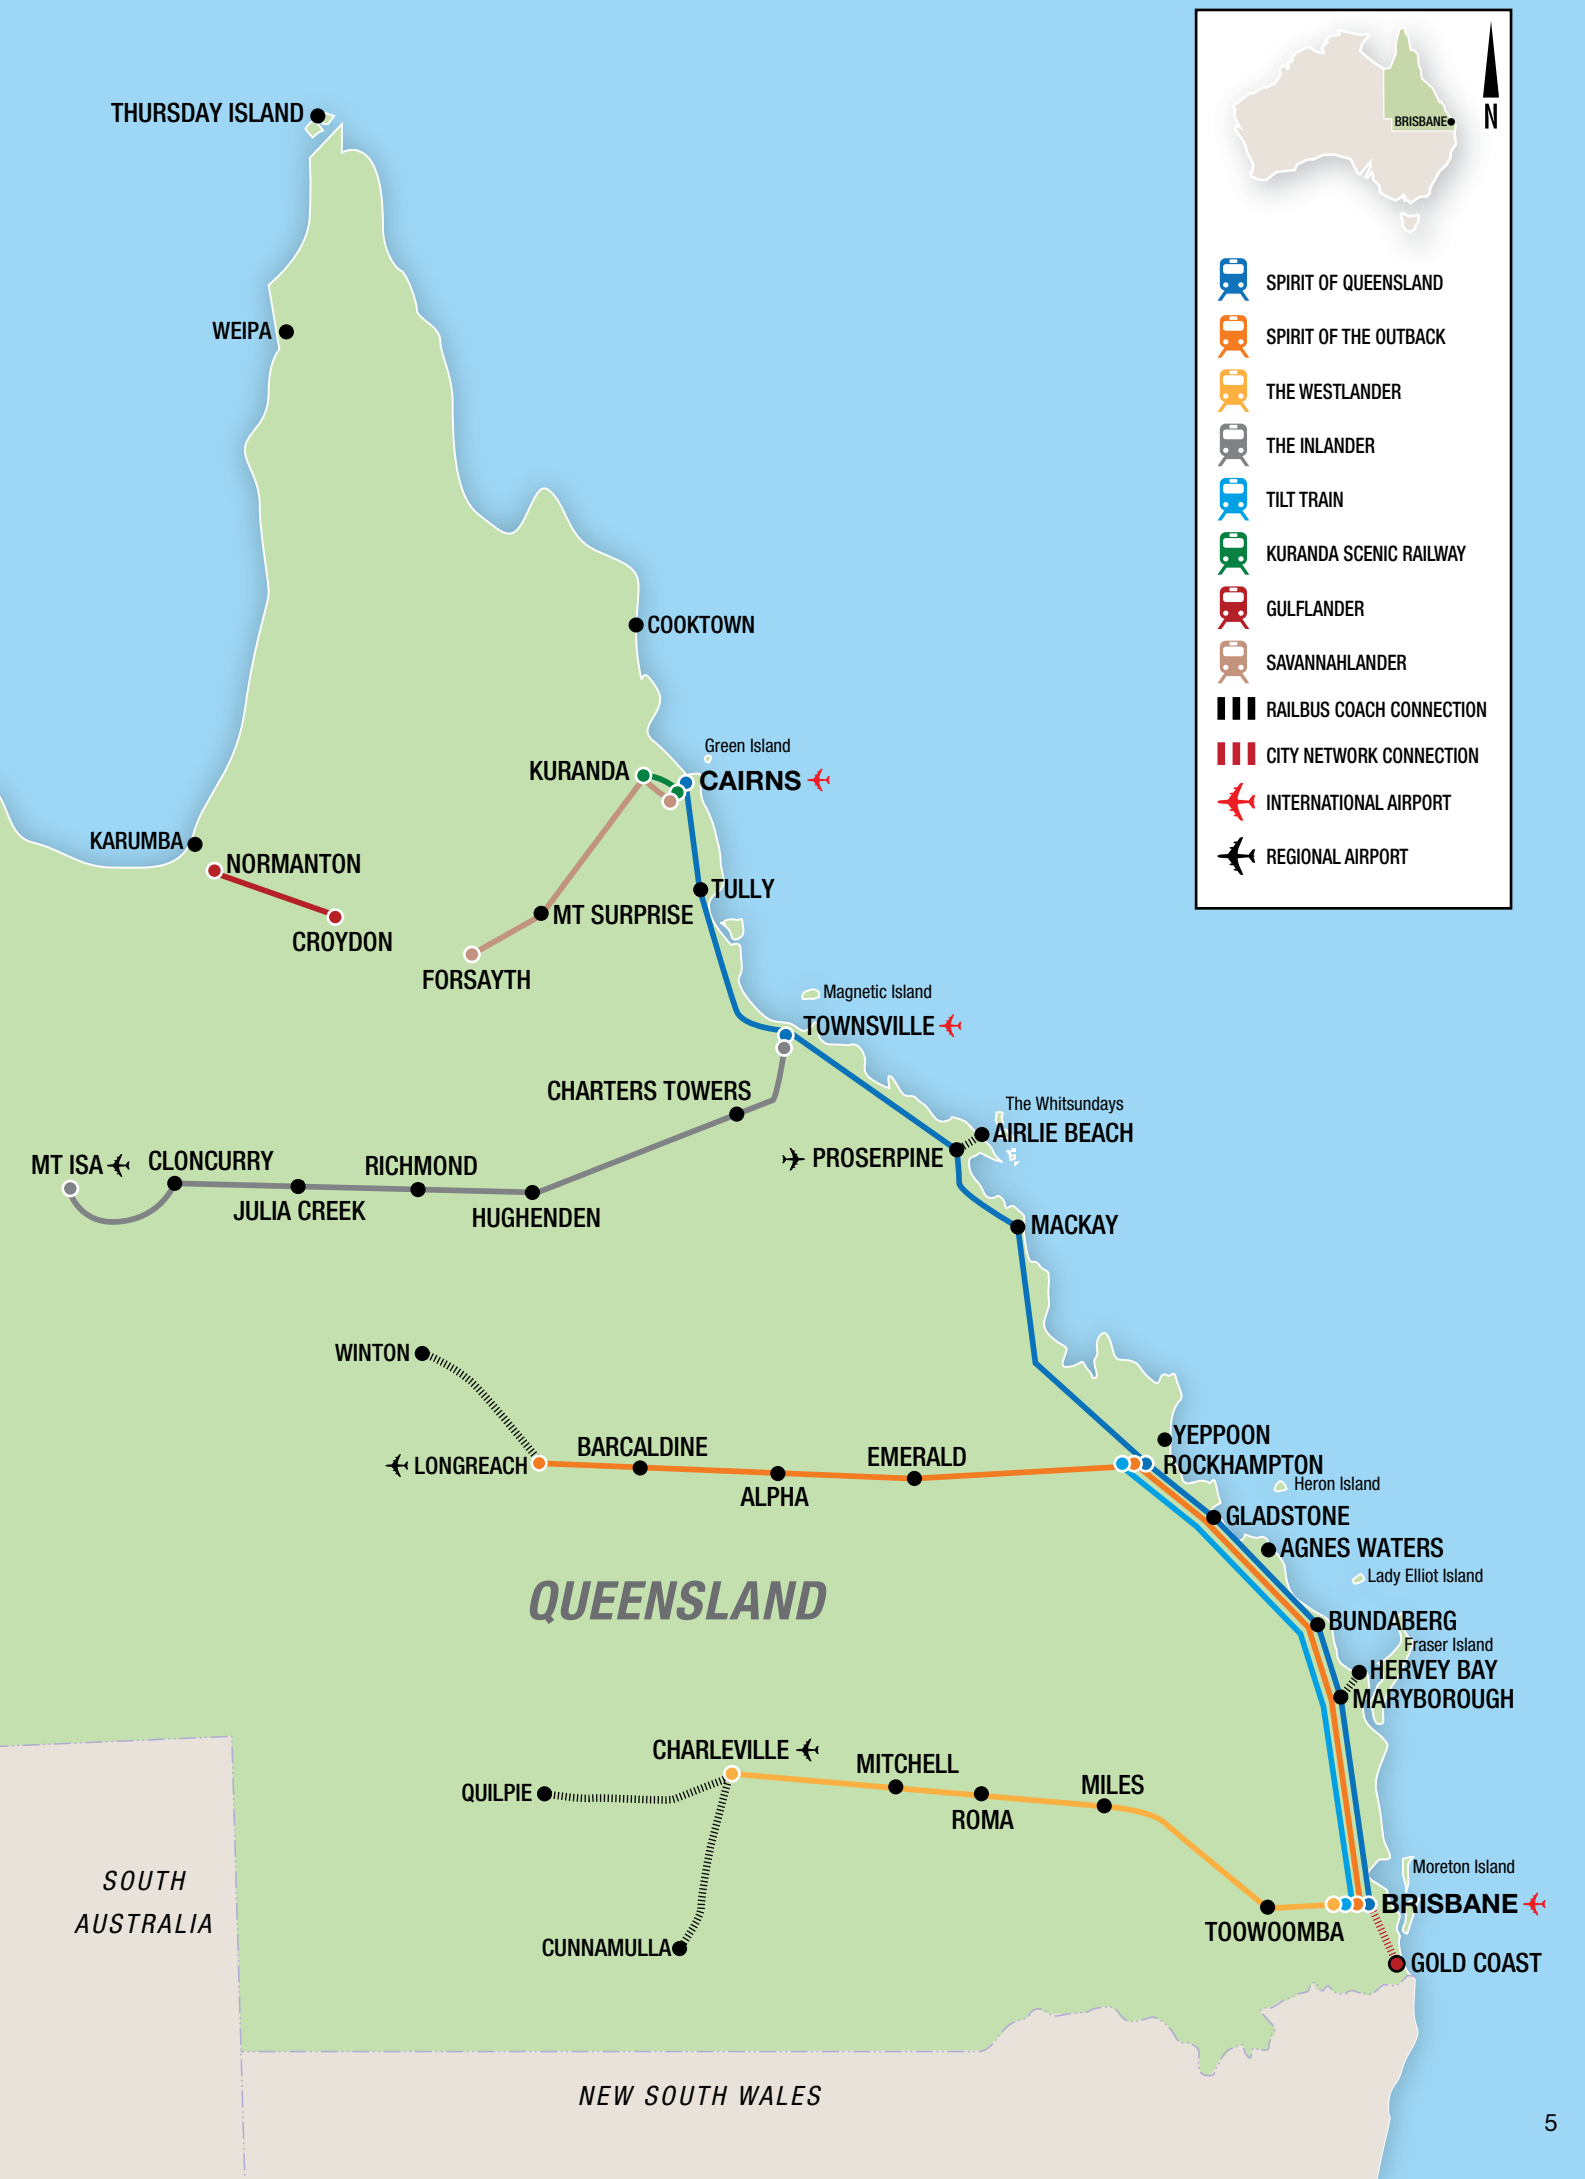 THURSDAY ISLAND
BRISBANE
N
SPIRIT OF QUEENSLAND
SPIRIT OF THE OUTBACK
THE WESTLANDER
THE INLANDER
TILT TRAIN
KURANDA SCENIC RAILWAY
GULFLANDER
SAVANNAHLANDER
RAILBUS COACH CONNECTION
CITY NETWORK CONNECTION
INTERNATIONAL AIRPORT
REGIONAL AIRPORT
WEIPA
COOKTOWN
Green Island
KURANDA
CAIRNS
KARUMBA
NORMANTON
TULLY
MT SURPRISE
CROYDON
FORSAYTH
Magnetic Island
TOWNSVILLE
CHARTERS TOWERS
The Whitsundays
AIRLIE BEACH
PROSERPINE
MT ISA
CLONCURRY
RICHMOND
JULIA CREEK
HUGHENDEN
MACKAY
WINTON
YEPPOON
BARCALDINE
EMERALD
LONGREACH
ROCKHAMPTON
Heron Island
ALPHA
GLADSTONE
AGNES WATERS
Lady Elliot Island
QUEENSLAND
BUNDABERG
Fraser Island
HERVEY BAY
MARYBOROUGH
CHARLEVILLE
MITCHELL
MILES
QUILPIE
ROMA
Moreton Island
SOUTH
AUSTRALIA
BRISBANE
TOOWOOMBA
CUNNAMULLA
GOLD COAST
NEW SOUTH WALES
5